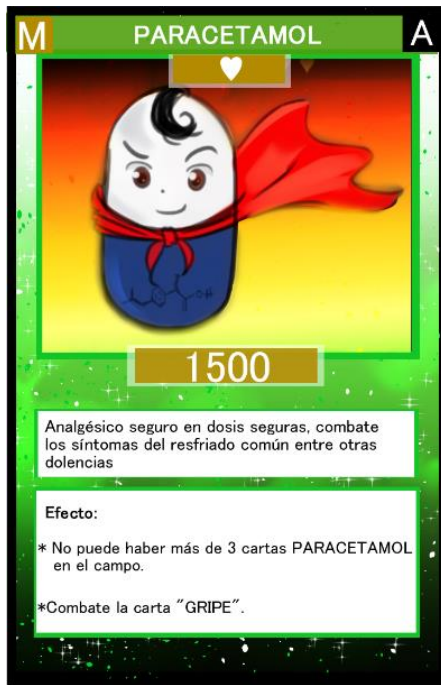 M PARACETAMOL A
1500
Analgésico seguro en dosis seguras, combate
los síntomas del resfriado común entre otras
dolencias
Efecto:
* No puede haber más de 3 cartas PARACETAMOL
en el campo.
*Combate la carta "GRIPE".